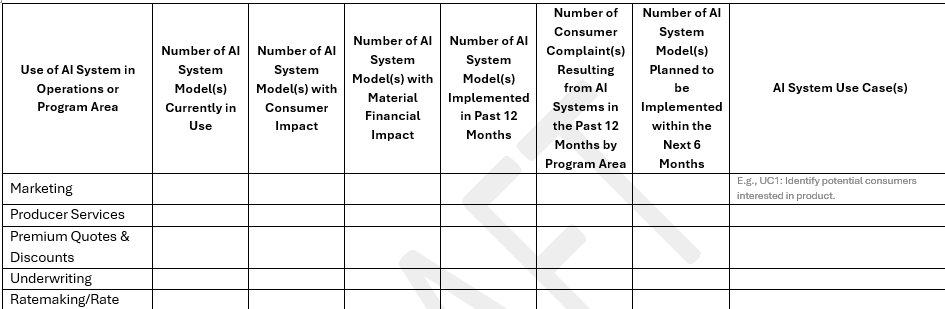 Use of AI System in
Operations or
Program Area
Number of AI
System
Model(s)
Currently in
Use
Number of AI
System
Model(s) with
Consumer
Impact
Number of AI
System
Model(s) with
Material
Financial
Impact
Number of AI
System
Model(s)
Implemented
in Past 12
Months
Number of
Consumer
Complaint(s)
Resulting
from AI
Systems in
the Past 12
Months by
Program Area
Number of AI
System
Model(s)
Planned to
be
Implemented
within the
Next 6
Months
AI System Use Case(s)
Marketing
E.g., UC1: Identify potential consumers
interested in product.
Producer Services
Premium Quotes &
Discounts
Underwriting
Ratemaking/Rate
AFT